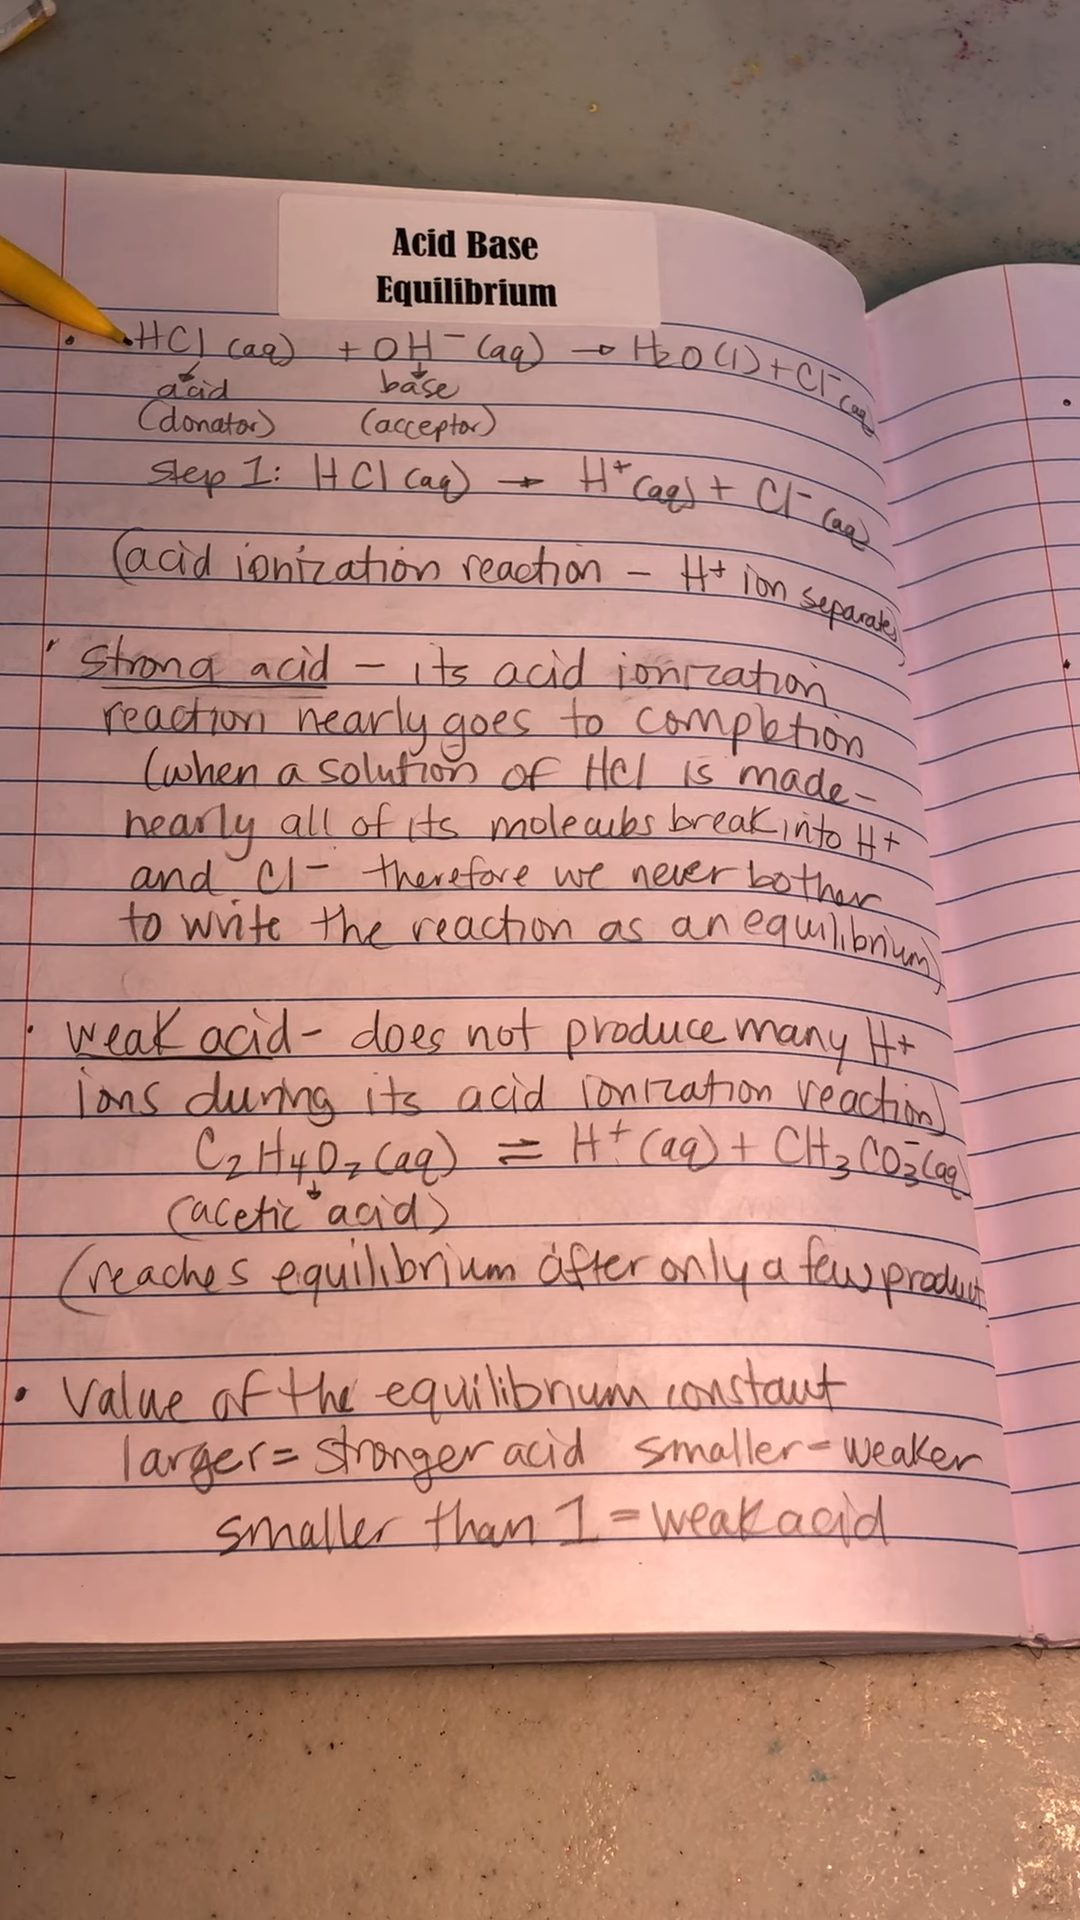 Acid Base
Equilibrium
• HCl (aq) + OH⁻ (aq) → H₂O (l) + Cl⁻ (aq)
acid base
(donator) (acceptor)
step 1: HCl (aq) → H⁺ (aq) + Cl⁻ (aq)
(acid ionization reaction - H+ ion separates)
• strong acid - its acid ionization
reaction nearly goes to completion
(when a solution of HCl is made-
nearly all of its molecules break into H+
and Cl- therefore we never bother
to write the reaction as an equilibrium)
• weak acid - does not produce many H+
ions during its acid ionization reaction)
C₂H₄O₂ (aq) ⇌ H⁺ (aq) + CH₃CO₃⁻ (aq)
(acetic acid)
(reaches equilibrium after only a few product
• Value of the equilibrium constant
larger = stronger acid smaller = weaker
smaller than 1 = weak acid